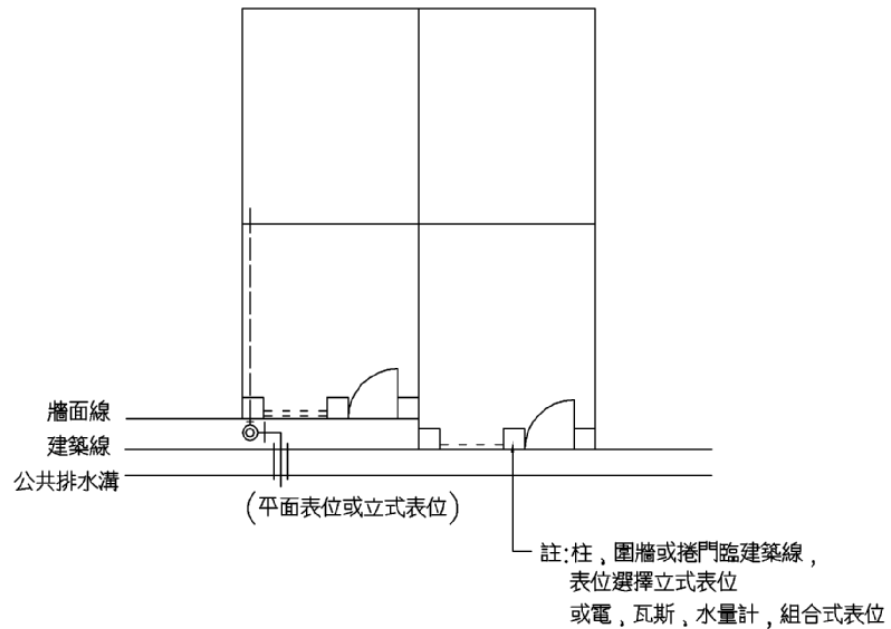 牆面線
建築線
公共排水溝
(平面表位或立式表位)
註:柱，圍牆或捲門臨建築線，
表位選擇立式表位
或電，瓦斯，水量計，組合式表位